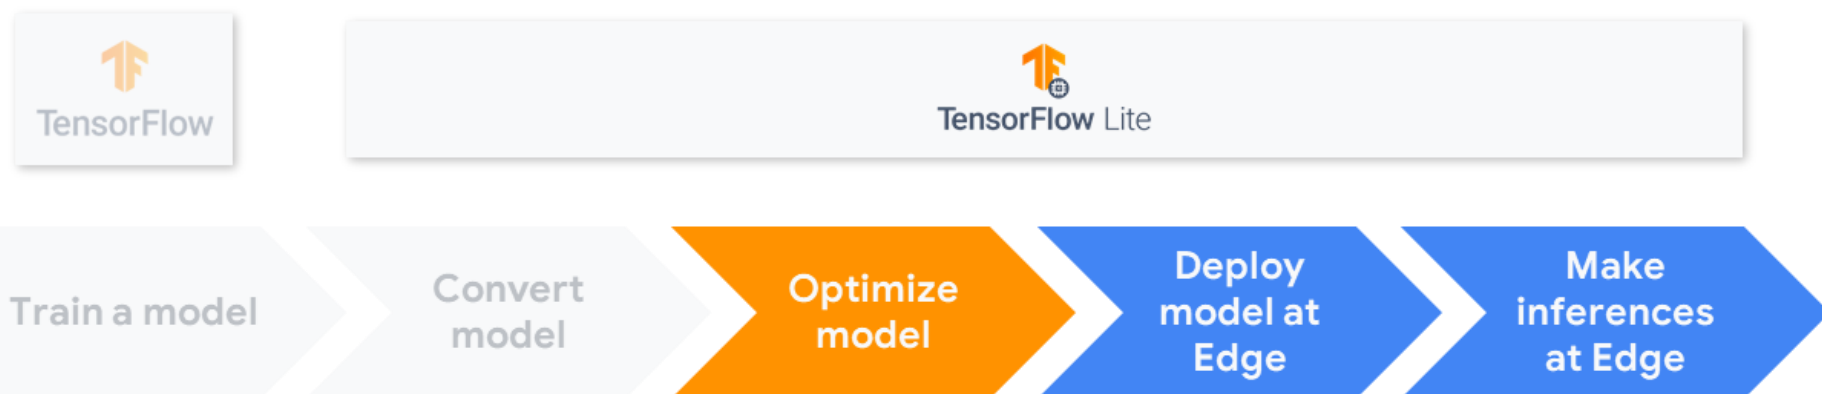 TensorFlow
TensorFlow Lite
Train a model
Convert
model
Optimize
model
Deploy
model at
Edge
Make
inferences
at Edge